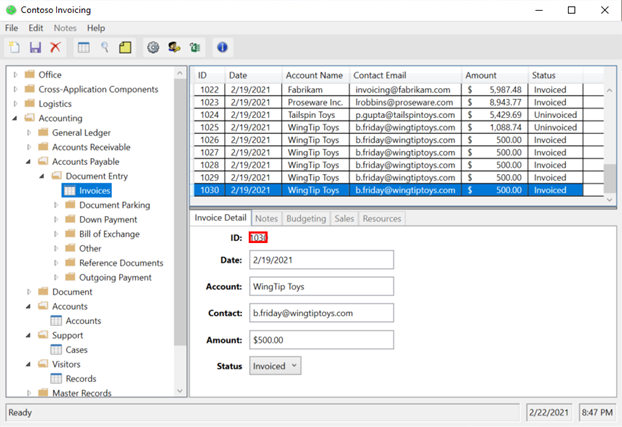 Contoso Invoicing
File Edit Notes Help
Office
Cross-Application Components
Logistics
Accounting
General Ledger
Accounts Receivable
Accounts Payable
Document Entry
Invoices
Document Parking
Down Payment
Bill of Exchange
Other
Reference Documents
Outgoing Payment
Document
Accounts
Accounts
Support
Cases
Visitors
Records
Master Records
ID Date Account Name Contact Email Amount Status
1022 2/19/2021 Fabrikam invoicing@fabrikam.com $ 5,987.48 Invoiced
1023 2/19/2021 Proseware Inc. lrobbins@proseware.com $ 8,943.77 Invoiced
1024 2/19/2021 Tailspin Toys p.gupta@tailspintoys.com $ 5,429.69 Uninvoiced
1025 2/19/2021 WingTip Toys b.friday@wingtiptoys.com $ 1,088.74 Uninvoiced
1026 2/19/2021 WingTip Toys b.friday@wingtiptoys.com $ 500.00 Invoiced
1027 2/19/2021 WingTip Toys b.friday@wingtiptoys.com $ 500.00 Invoiced
1028 2/19/2021 WingTip Toys b.friday@wingtiptoys.com $ 500.00 Invoiced
1029 2/19/2021 WingTip Toys b.friday@wingtiptoys.com $ 500.00 Invoiced
1030 2/19/2021 WingTip Toys b.friday@wingtiptoys.com $ 500.00 Invoiced
Invoice Detail Notes Budgeting Sales Resources
ID: 1030
Date: 2/19/2021
Account: WingTip Toys
Contact: b.friday@wingtiptoys.com
Amount: $500.00
Status Invoiced
Ready 2/22/2021 8:47 PM